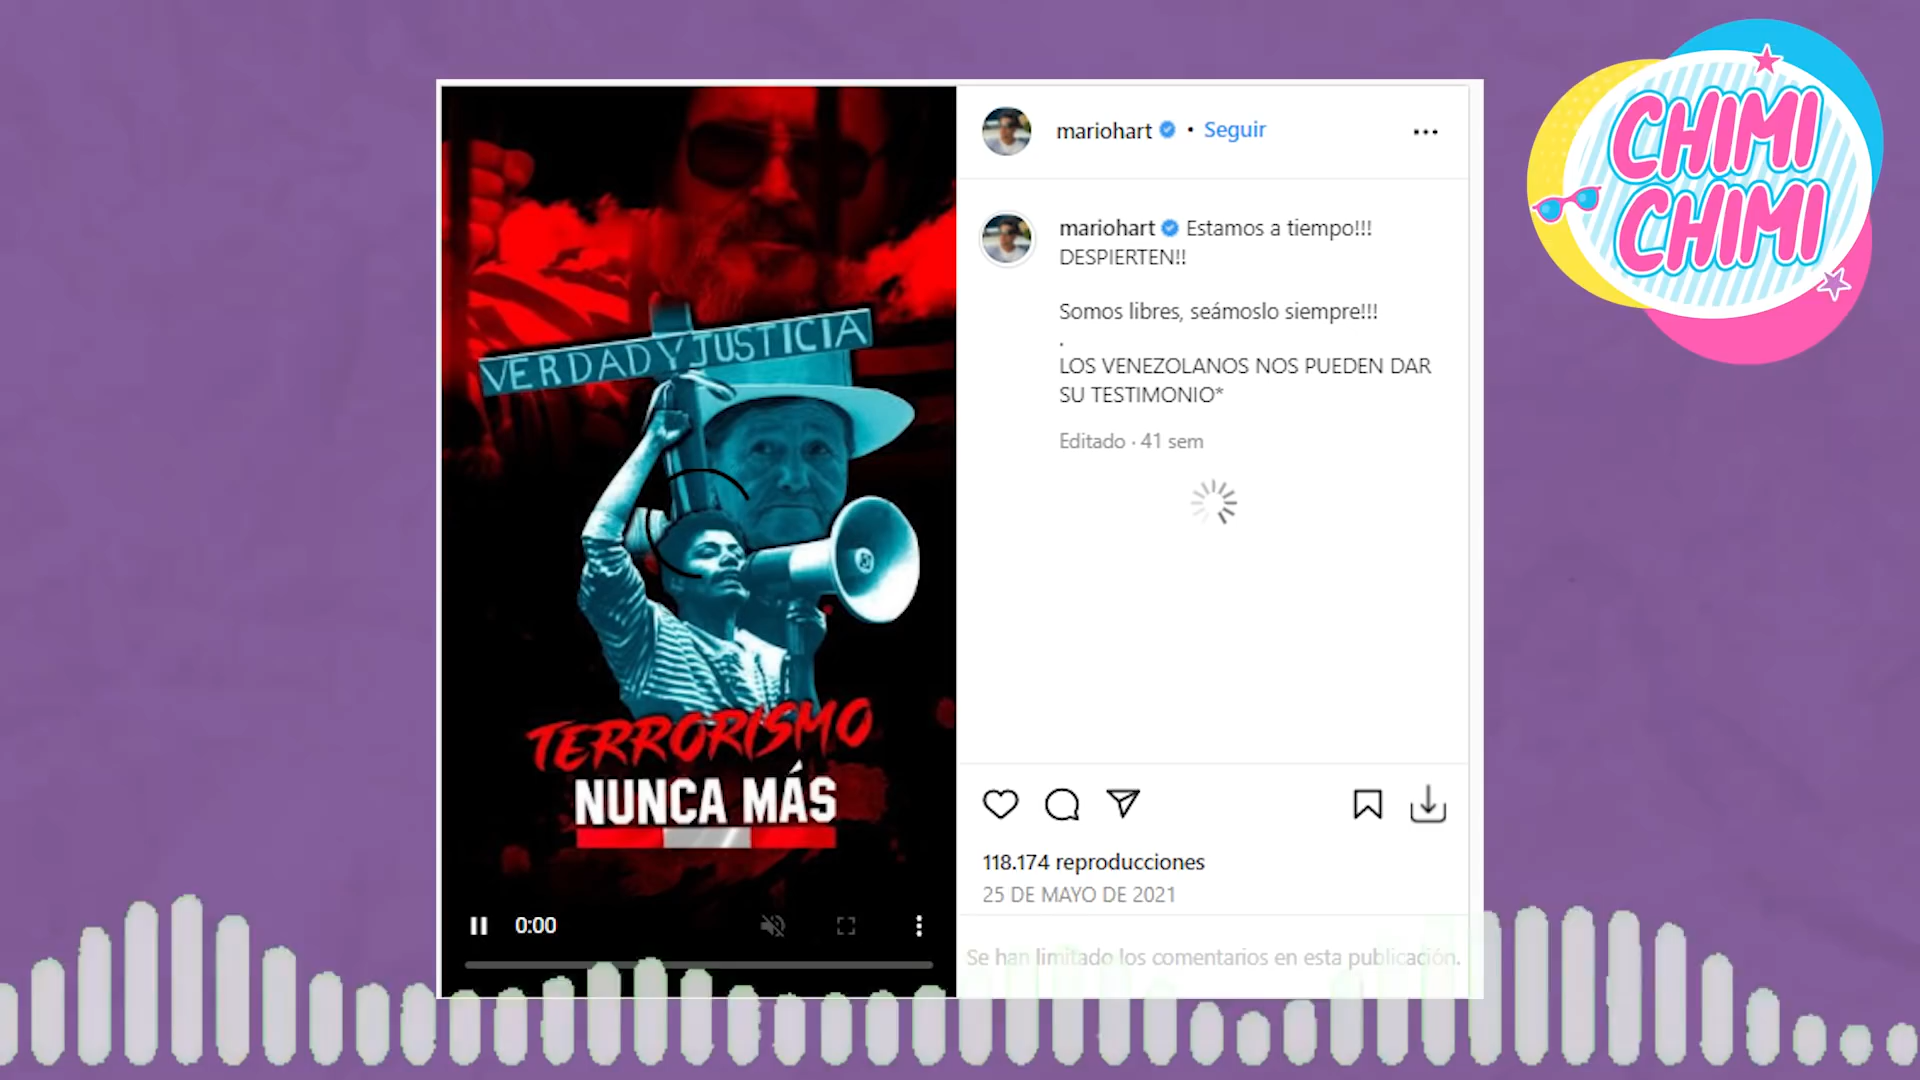 VERDAD Y JUSTICIA
TERRORISMO
NUNCA MÁS
0:00
mariohart • Seguir
mariohart Estamos a tiempo!!!
DESPIERTEN!!
Somos libres, seámoslo siempre!!!
.
LOS VENEZOLANOS NOS PUEDEN DAR
SU TESTIMONIO*
Editado · 41 sem
118.174 reproducciones
25 DE MAYO DE 2021
Se han limitado los comentarios en esta publicación.
CHIMI
CHIMI